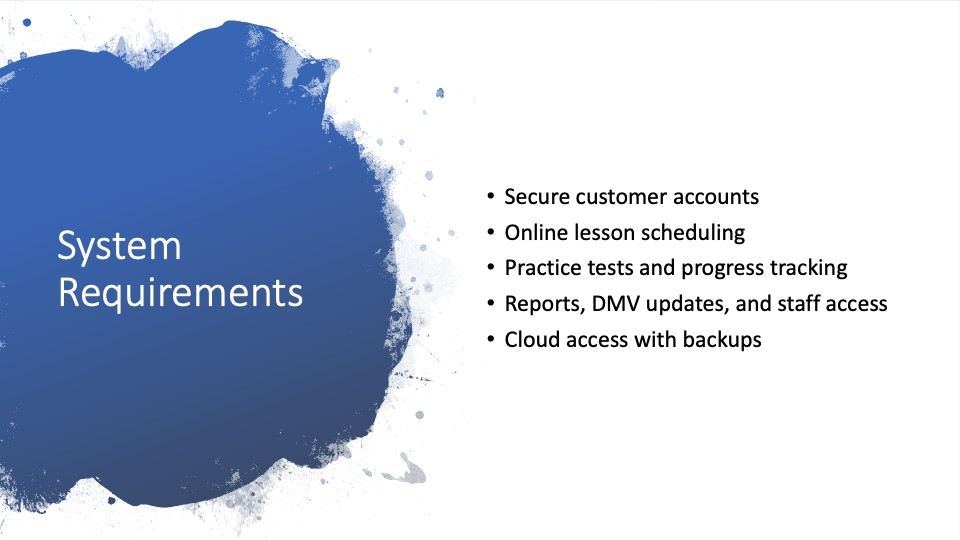 System
Requirements
• Secure customer accounts
• Online lesson scheduling
• Practice tests and progress tracking
• Reports, DMV updates, and staff access
• Cloud access with backups